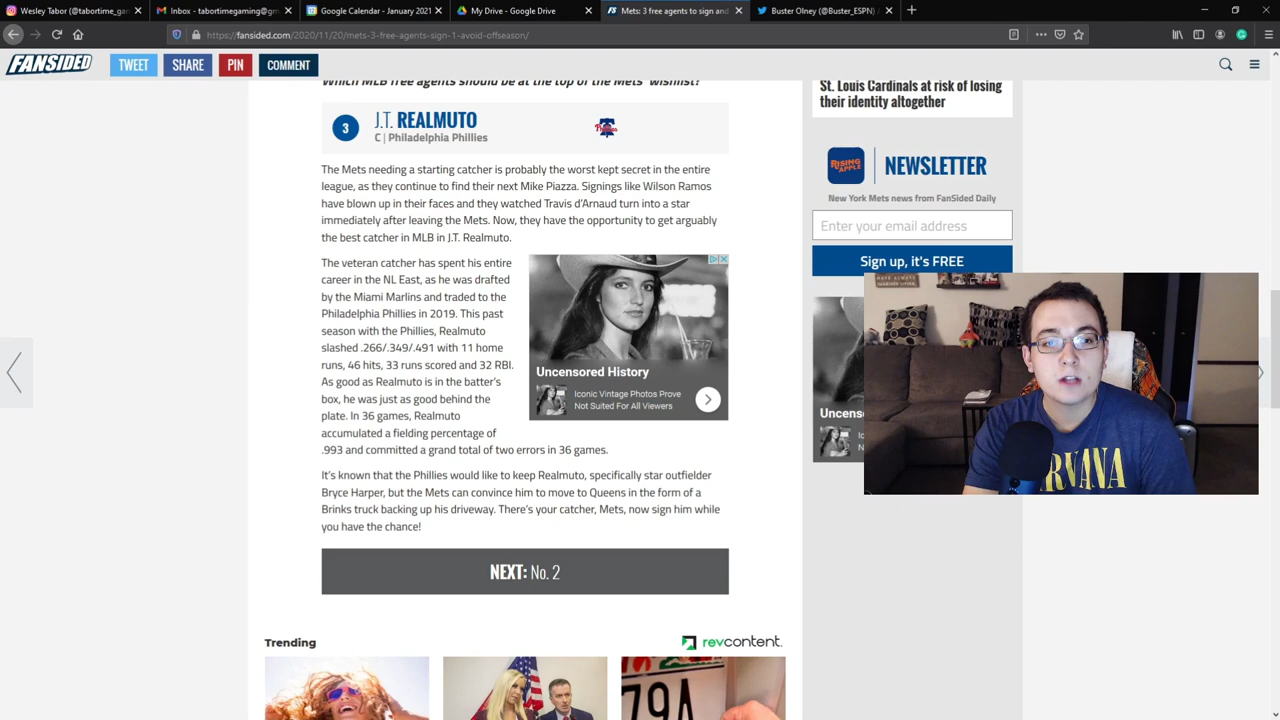 Wesley Tabor (@tabortime_ga
Inbox - tabortimegaming@gm
Google Calendar - January 2021
My Drive - Google Drive
Mets: 3 free agents to sign and
Buster Olney (@Buster_ESPN) /
https://fansided.com/2020/11/20/mets-3-free-agents-sign-1-avoid-offseason/
FANSIDED
TWEET
SHARE
PIN
COMMENT
Which MLB free agents should be at the top of the Mets' wishlist?
3
J.T. REALMUTO
C | Philadelphia Phillies
Phillies
The Mets needing a starting catcher is probably the worst kept secret in the entire
league, as they continue to find their next Mike Piazza. Signings like Wilson Ramos
have blown up in their faces and they watched Travis d'Arnaud turn into a star
immediately after leaving the Mets. Now, they have the opportunity to get arguably
the best catcher in MLB in J.T. Realmuto.
The veteran catcher has spent his entire
career in the NL East, as he was drafted
by the Miami Marlins and traded to the
Philadelphia Phillies in 2019. This past
season with the Phillies, Realmuto
slashed .266/.349/.491 with 11 home
runs, 46 hits, 33 runs scored and 32 RBI.
As good as Realmuto is in the batter's
box, he was just as good behind the
plate. In 36 games, Realmuto
accumulated a fielding percentage of
.993 and committed a grand total of two errors in 36 games.
Uncensored History
Iconic Vintage Photos Prove
Not Suited For All Viewers
It's known that the Phillies would like to keep Realmuto, specifically star outfielder
Bryce Harper, but the Mets can convince him to move to Queens in the form of a
Brinks truck backing up his driveway. There's your catcher, Mets, now sign him while
you have the chance!
NEXT: No. 2
Trending
revcontent.
79A
St. Louis Cardinals at risk of losing
their identity altogether
RISING
APPLE
NEWSLETTER
New York Mets news from FanSided Daily
Enter your email address
Sign up, it's FREE
Uncens
NIRVANA